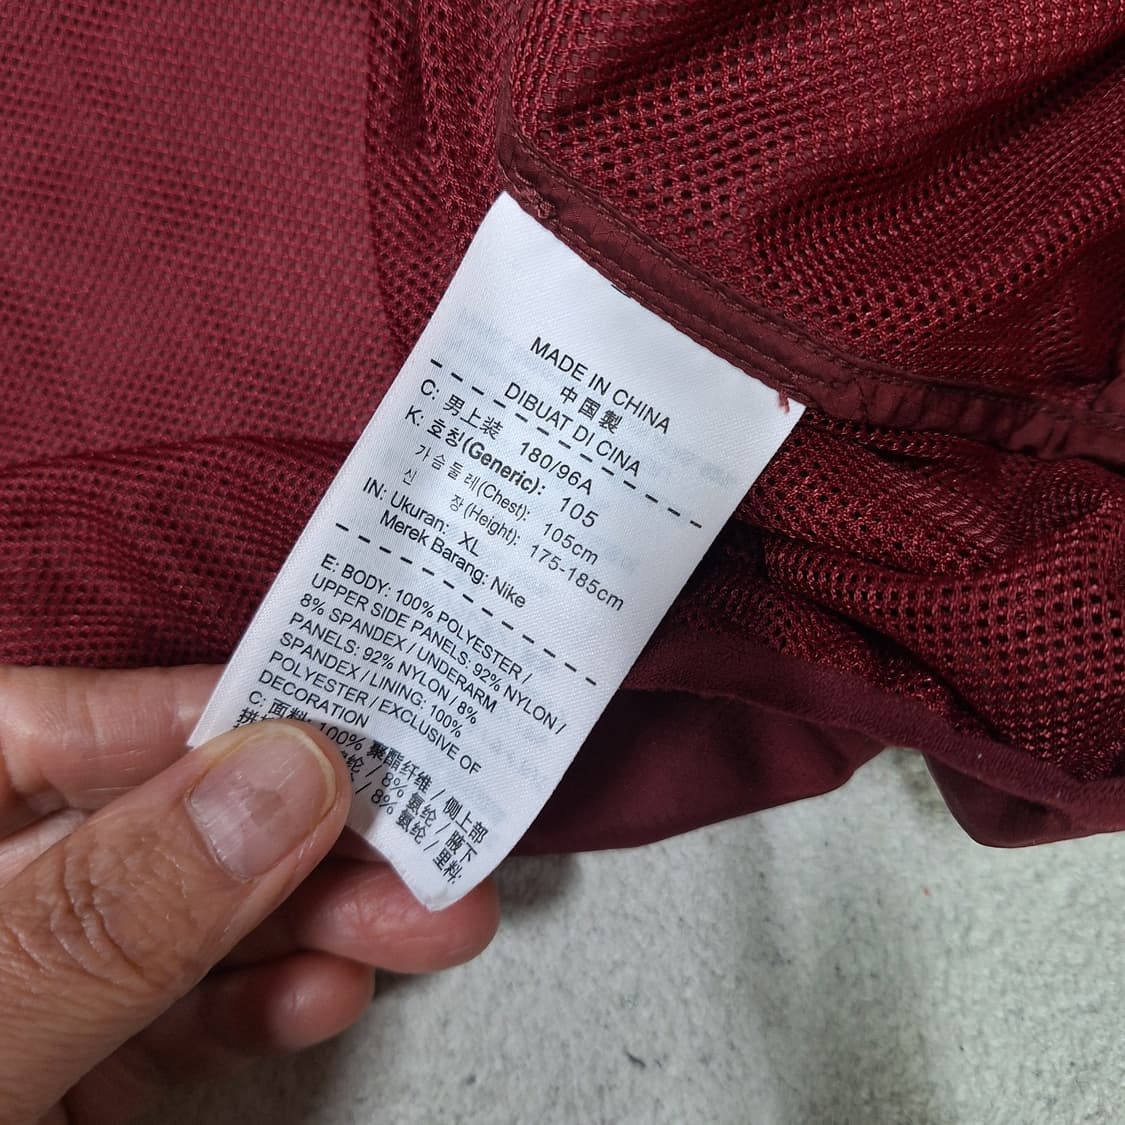 MADE IN CHINA
中国製
DIBUAT DI CINA
C: 男上装 180/96A
K: 호칭(Generic): 105
가슴둘레(Chest): 105cm
신 장(Height): 175-185cm
IN: Ukuran: XL
Merek Barang: Nike
E: BODY: 100% POLYESTER /
UPPER SIDE PANELS: 92% NYLON /
8% SPANDEX / UNDERARM
PANELS: 92% NYLON / 8%
SPANDEX / LINING: 100%
POLYESTER / EXCLUSIVE OF
DECORATION
C: 面料: 100% 聚酯纤维 / 侧上部
纶 / 8% 氨纶 / 腋下
/ 8% 氨纶 / 里料: